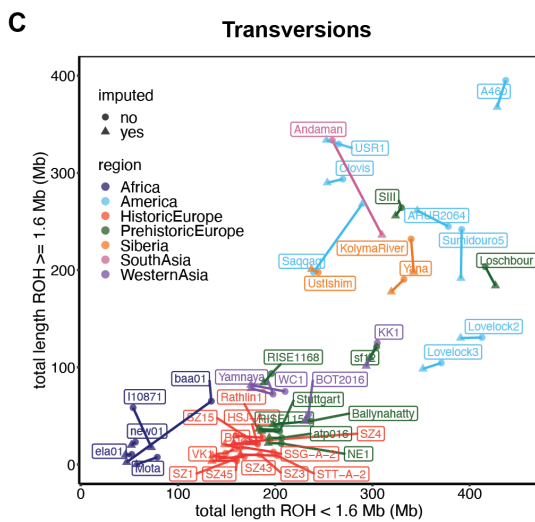 C
Transversions
total length ROH >= 1.6 Mb (Mb)
400
300
200
100
0
imputed
no
yes
region
Africa
America
HistoricEurope
PrehistoricEurope
Siberia
SouthAsia
WesternAsia
A460
Andaman
USR1
Clovis
SIII
AHUR2064
Sumidouro5
KolymaRiver
Saqqaq
UstIshim
Yana
Loschbour
KK1
sf12
Lovelock2
Lovelock3
RISE1168
baa01
Yamnaya
WC1
BOT2016
I10871
Rathlin1
Stuttgart
SZ15
Ballynahatty
new01
atp016
SZ4
ela01
Mota
VK1
SSG-A-2
NE1
SZ1
SZ45
SZ43
SZ3
STT-A-2
0
100
200
300
400
total length ROH < 1.6 Mb (Mb)